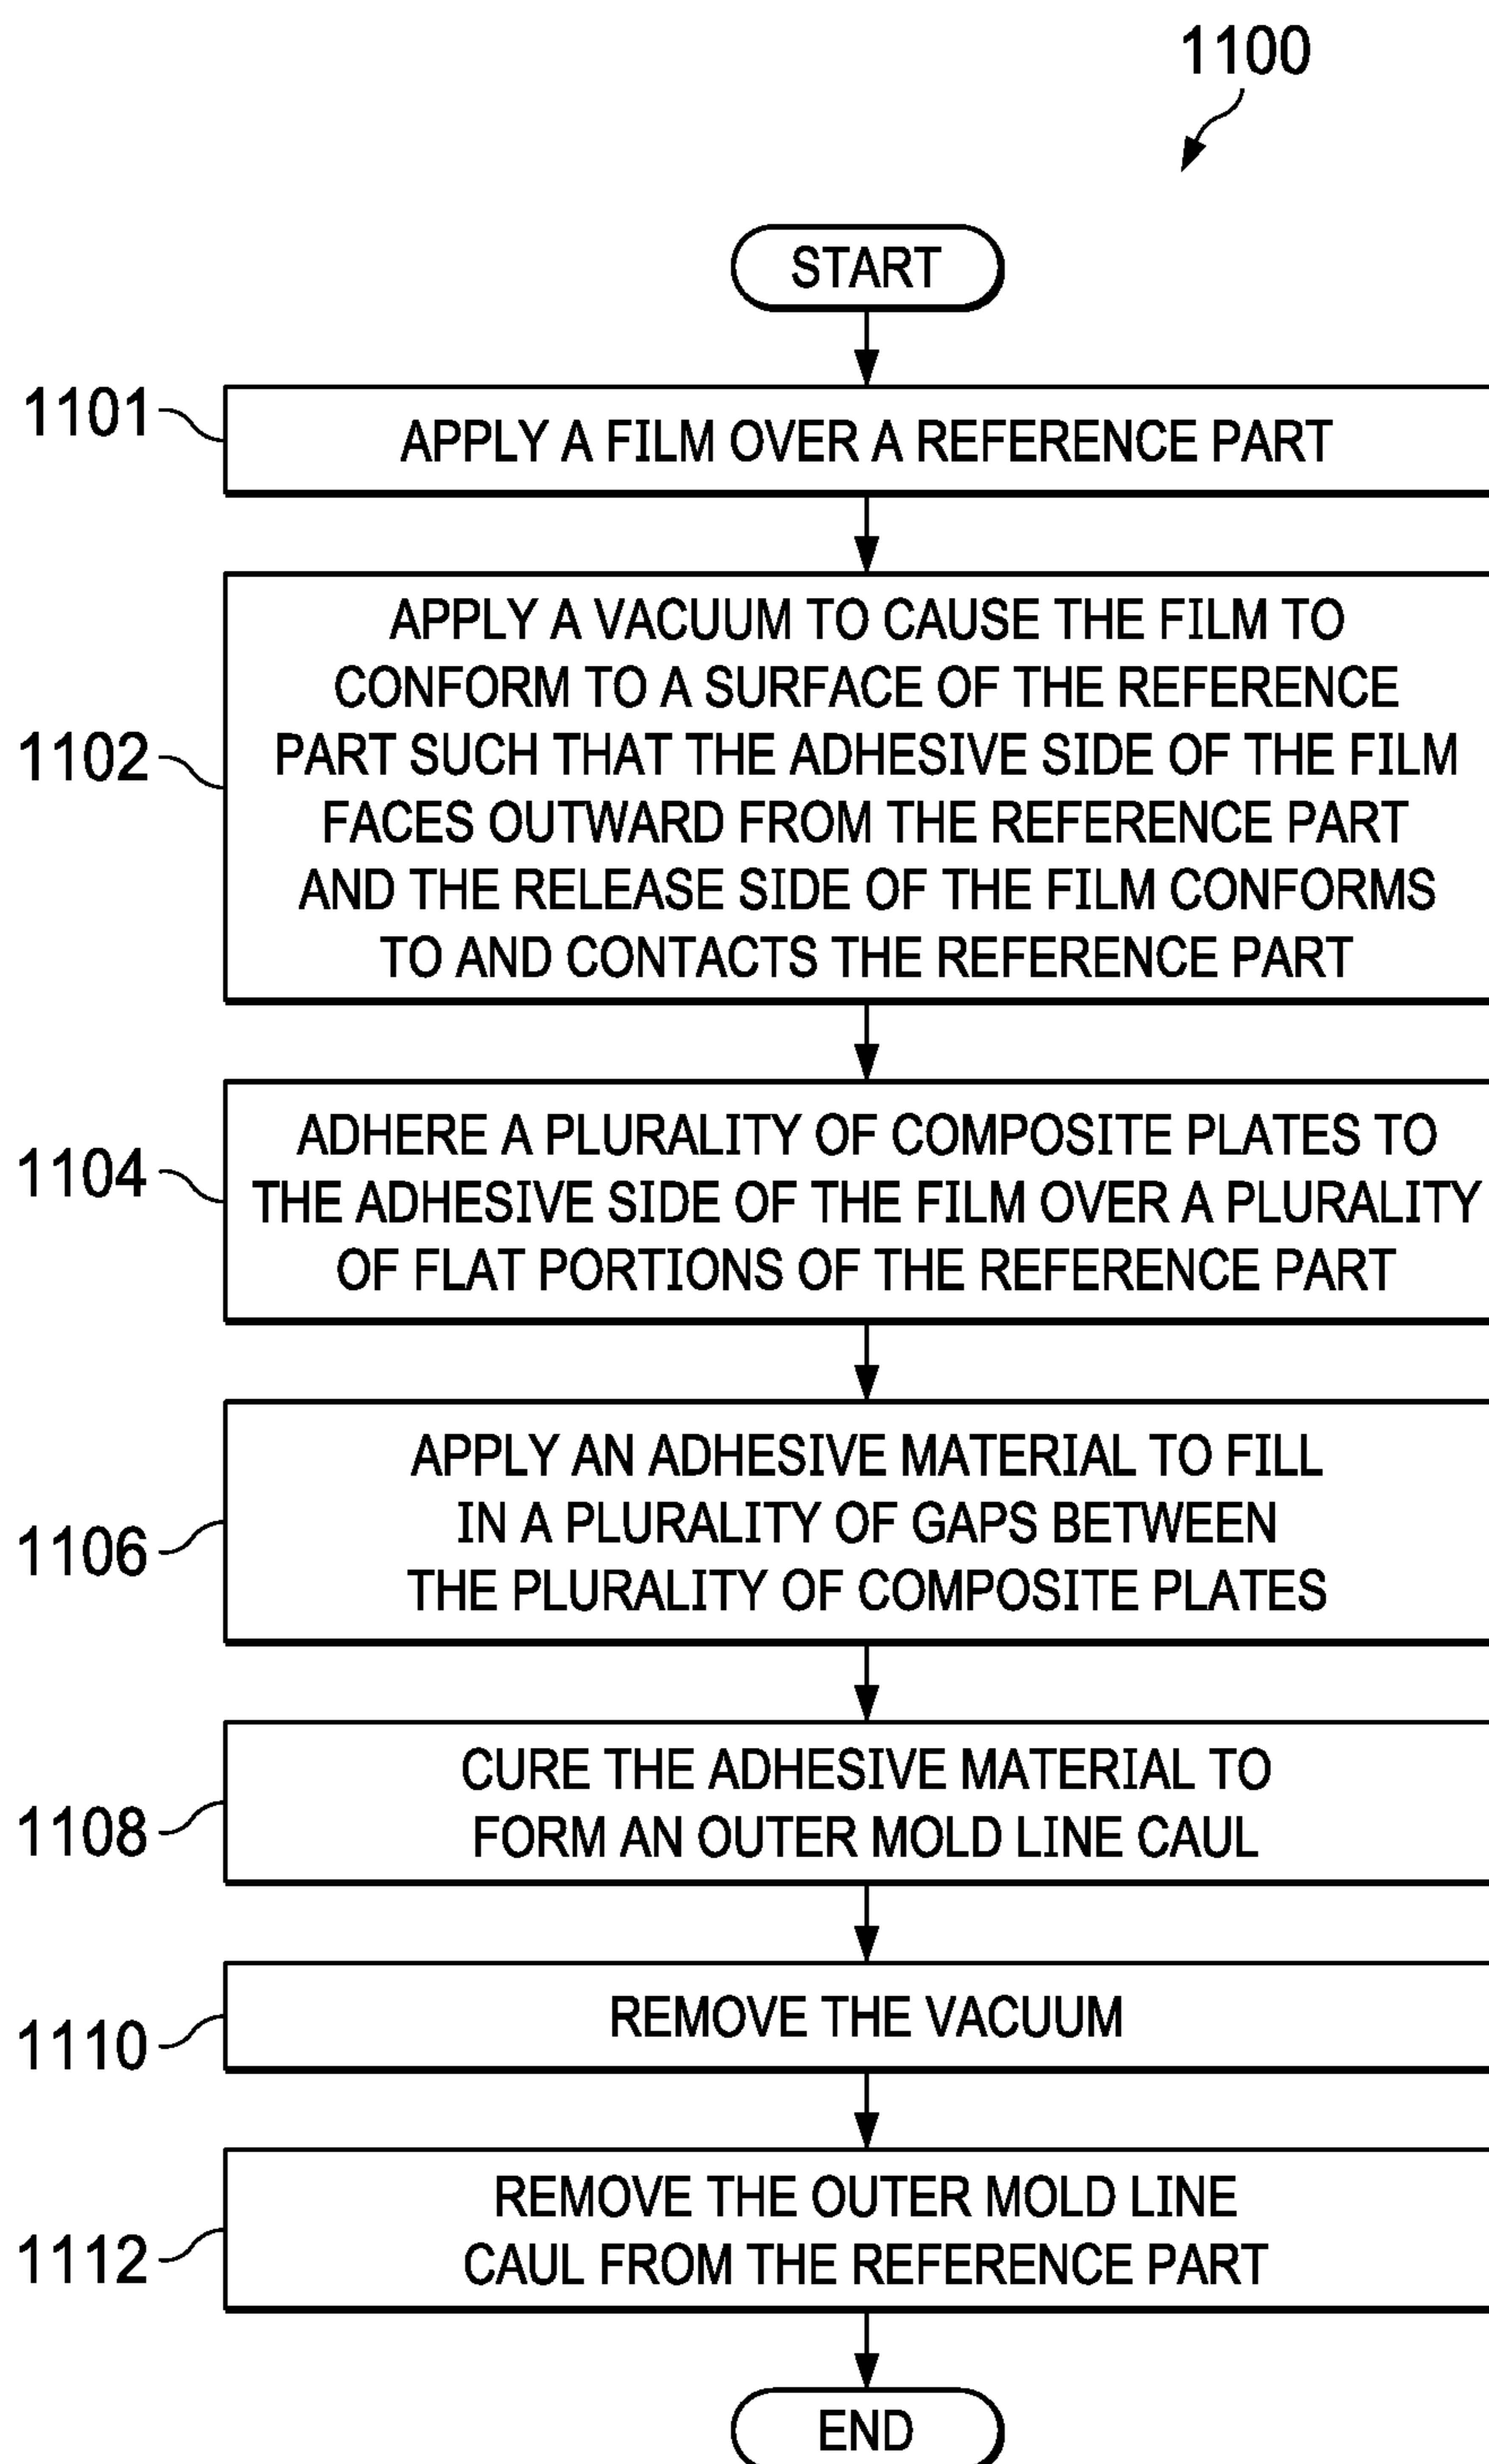 1100
START
1101
APPLY A FILM OVER A REFERENCE PART
1102
APPLY A VACUUM TO CAUSE THE FILM TO
CONFORM TO A SURFACE OF THE REFERENCE
PART SUCH THAT THE ADHESIVE SIDE OF THE FILM
FACES OUTWARD FROM THE REFERENCE PART
AND THE RELEASE SIDE OF THE FILM CONFORMS
TO AND CONTACTS THE REFERENCE PART
1104
ADHERE A PLURALITY OF COMPOSITE PLATES TO
THE ADHESIVE SIDE OF THE FILM OVER A PLURALITY
OF FLAT PORTIONS OF THE REFERENCE PART
1106
APPLY AN ADHESIVE MATERIAL TO FILL
IN A PLURALITY OF GAPS BETWEEN
THE PLURALITY OF COMPOSITE PLATES
1108
CURE THE ADHESIVE MATERIAL TO
FORM AN OUTER MOLD LINE CAUL
1110
REMOVE THE VACUUM
1112
REMOVE THE OUTER MOLD LINE
CAUL FROM THE REFERENCE PART
END